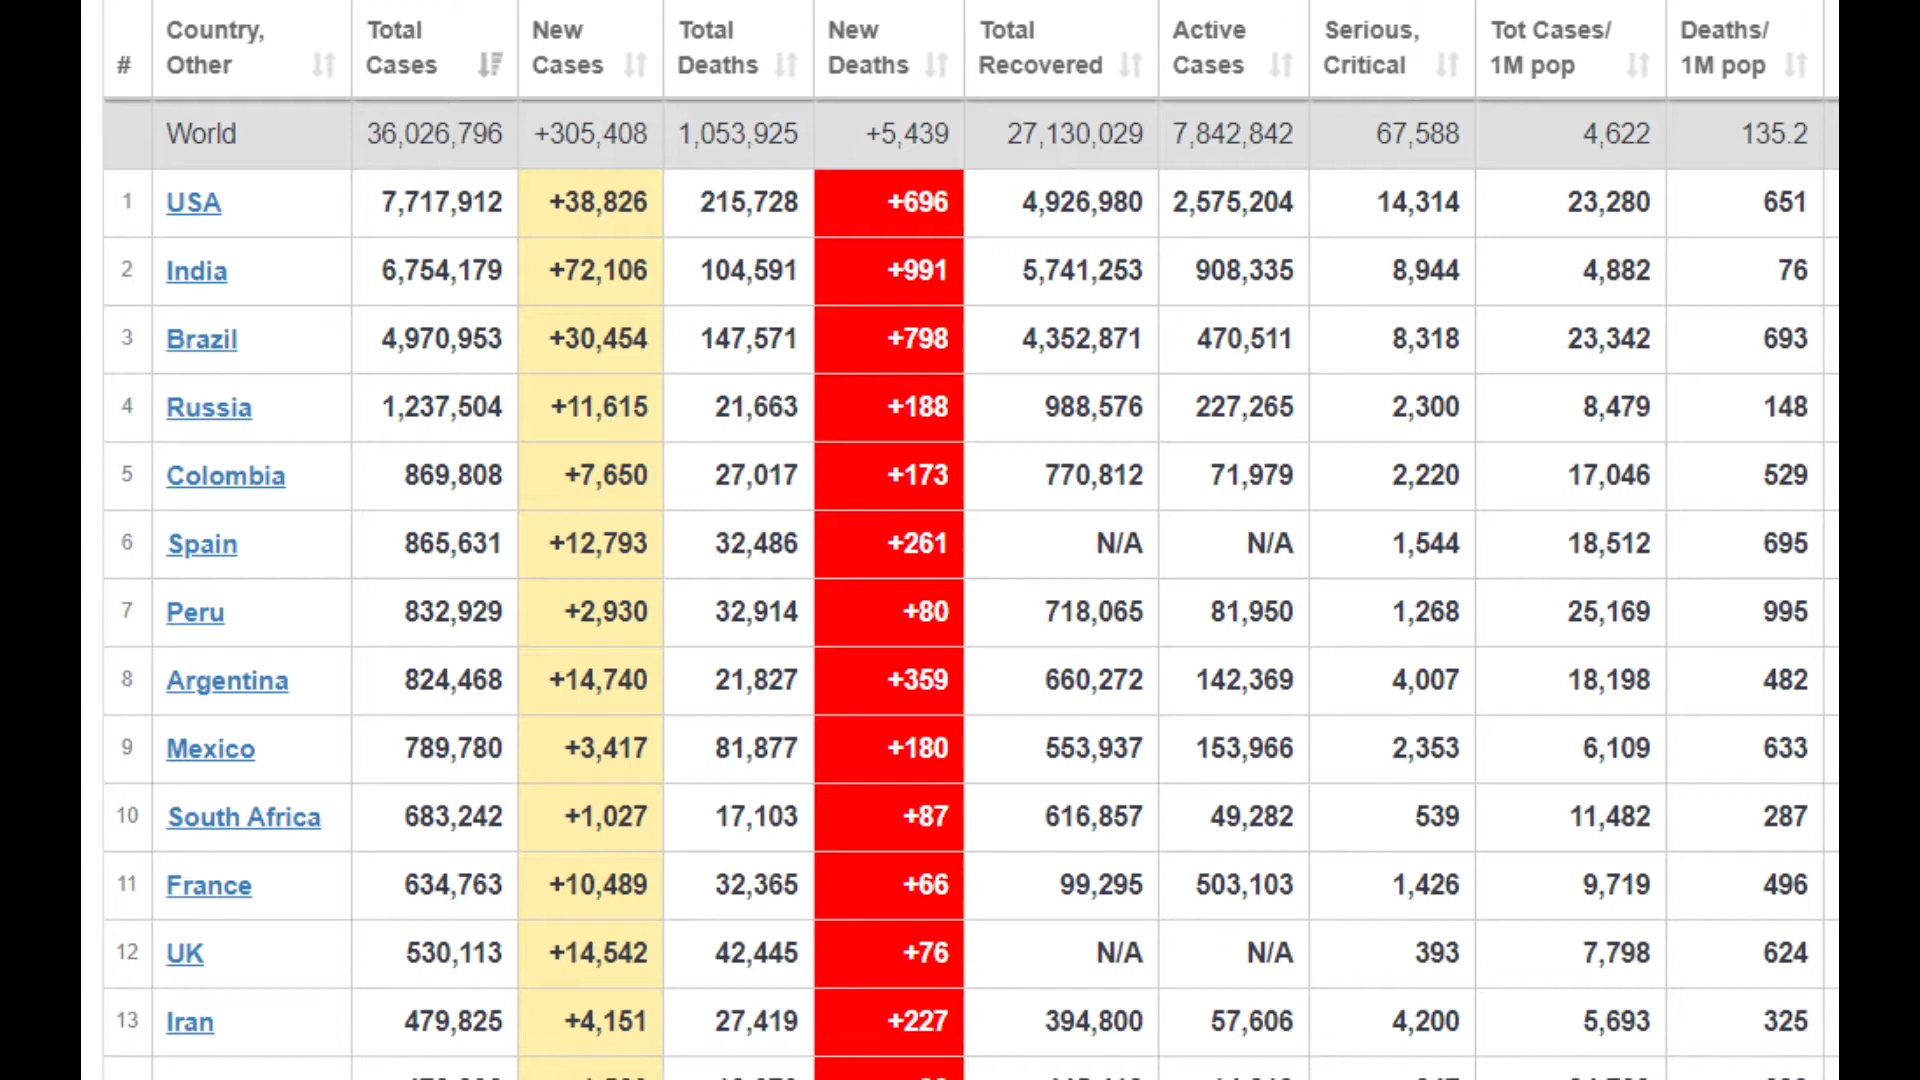 # Country, Other Total Cases New Cases Total Deaths New Deaths Total Recovered Active Cases Serious, Critical Tot Cases/ 1M pop Deaths/ 1M pop
World 36,026,796 +305,408 1,053,925 +5,439 27,130,029 7,842,842 67,588 4,622 135.2
1 USA 7,717,912 +38,826 215,728 +696 4,926,980 2,575,204 14,314 23,280 651
2 India 6,754,179 +72,106 104,591 +991 5,741,253 908,335 8,944 4,882 76
3 Brazil 4,970,953 +30,454 147,571 +798 4,352,871 470,511 8,318 23,342 693
4 Russia 1,237,504 +11,615 21,663 +188 988,576 227,265 2,300 8,479 148
5 Colombia 869,808 +7,650 27,017 +173 770,812 71,979 2,220 17,046 529
6 Spain 865,631 +12,793 32,486 +261 N/A N/A 1,544 18,512 695
7 Peru 832,929 +2,930 32,914 +80 718,065 81,950 1,268 25,169 995
8 Argentina 824,468 +14,740 21,827 +359 660,272 142,369 4,007 18,198 482
9 Mexico 789,780 +3,417 81,877 +180 553,937 153,966 2,353 6,109 633
10 South Africa 683,242 +1,027 17,103 +87 616,857 49,282 539 11,482 287
11 France 634,763 +10,489 32,365 +66 99,295 503,103 1,426 9,719 496
12 UK 530,113 +14,542 42,445 +76 N/A N/A 393 7,798 624
13 Iran 479,825 +4,151 27,419 +227 394,800 57,606 4,200 5,693 325